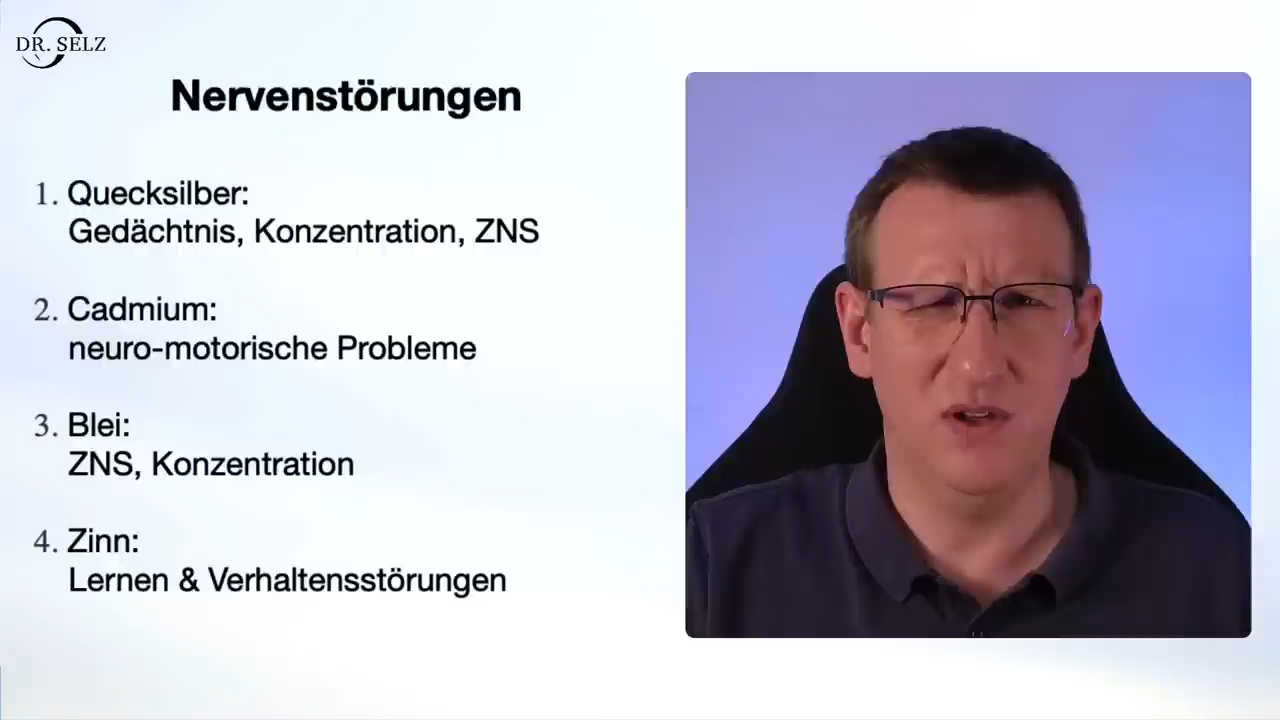 DR. SELZ
Nervenstörungen
1. Quecksilber:
Gedächtnis, Konzentration, ZNS
2. Cadmium:
neuro-motorische Probleme
3. Blei:
ZNS, Konzentration
4. Zinn:
Lernen & Verhaltensstörungen